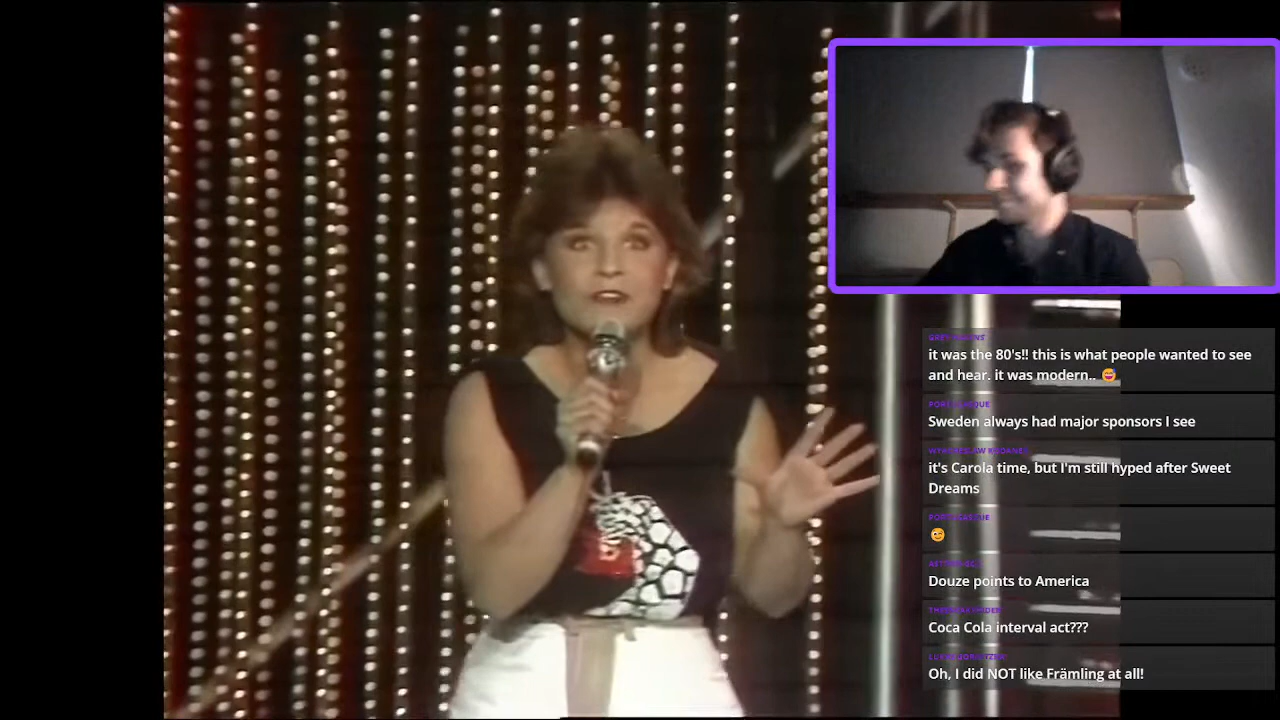 it was the 80's!! this is what people wanted to see
and hear. it was modern.. 😅
Sweden always had major sponsors I see
it's Carola time, but I'm still hyped after Sweet
Dreams
😊
Douze points to America
Coca Cola interval act???
Oh, I did NOT like Främling at all!